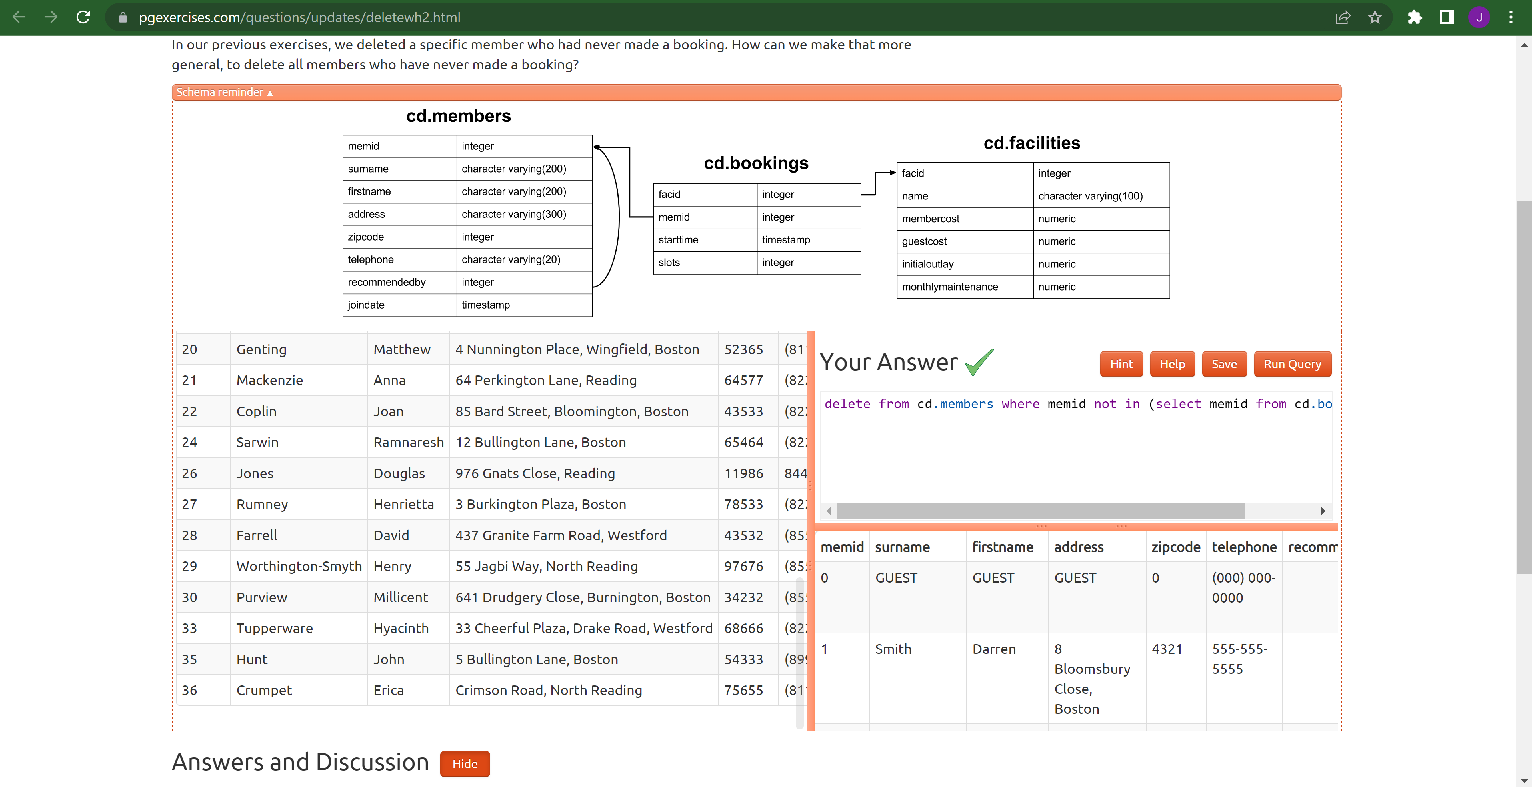 pgexercises.com/questions/updates/deletewh2.html
J
In our previous exercises, we deleted a specific member who had never made a booking. How can we make that more
general, to delete all members who have never made a booking?
Schema reminder ▲
cd.members
memid integer
surname character varying(200)
firstname character varying(200)
address character varying(300)
zipcode integer
telephone character varying(20)
recommendedby integer
joindate timestamp
cd.bookings
facid integer
memid integer
starttime timestamp
slots integer
cd.facilities
facid integer
name character varying(100)
membercost numeric
guestcost numeric
initialoutlay numeric
monthlymaintenance numeric
20 Genting Matthew 4 Nunnington Place, Wingfield, Boston 52365 (81
21 Mackenzie Anna 64 Perkington Lane, Reading 64577 (82
22 Coplin Joan 85 Bard Street, Bloomington, Boston 43533 (82
24 Sarwin Ramnaresh 12 Bullington Lane, Boston 65464 (82
26 Jones Douglas 976 Gnats Close, Reading 11986 844
27 Rumney Henrietta 3 Burkington Plaza, Boston 78533 (82
28 Farrell David 437 Granite Farm Road, Westford 43532 (85
29 Worthington-Smyth Henry 55 Jagbi Way, North Reading 97676 (85
30 Purview Millicent 641 Drudgery Close, Burnington, Boston 34232 (85
33 Tupperware Hyacinth 33 Cheerful Plaza, Drake Road, Westford 68666 (82
35 Hunt John 5 Bullington Lane, Boston 54333 (89
36 Crumpet Erica Crimson Road, North Reading 75655 (81
Your Answer
Hint Help Save Run Query
delete from cd.members where memid not in (select memid from cd.bo
memid surname firstname address zipcode telephone recomm
0 GUEST GUEST GUEST 0 (000) 000-
0000
1 Smith Darren 8 4321 555-555-
Bloomsbury 5555
Close,
Boston
Answers and Discussion Hide